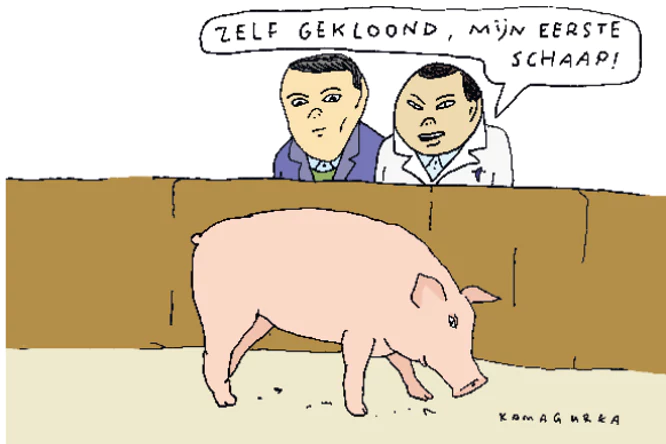 ZELF GEKLOOND, MIJN EERSTE
SCHAAP!
KAMAGURKA